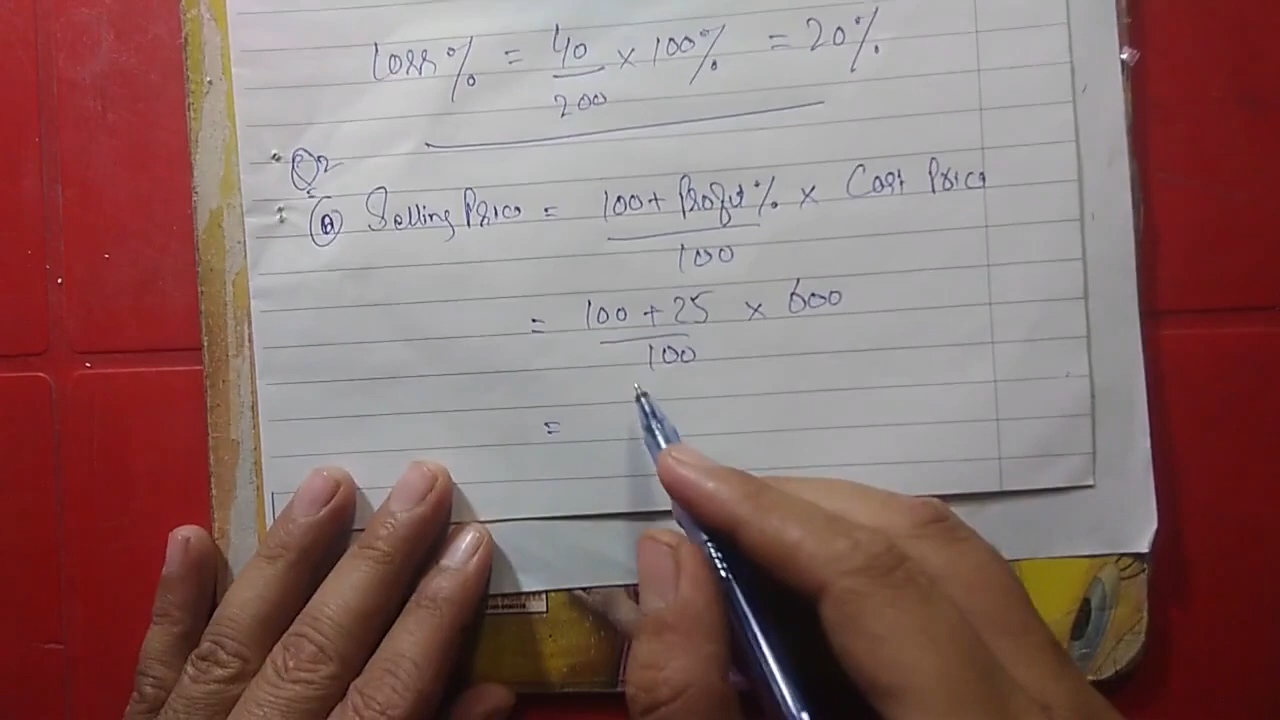 Loss% = 40/200 × 100% = 20%
Q2
(a) Selling Price = 100 + Profit% / 100 × Cost Price
= 100 + 25 / 100 × 600
=